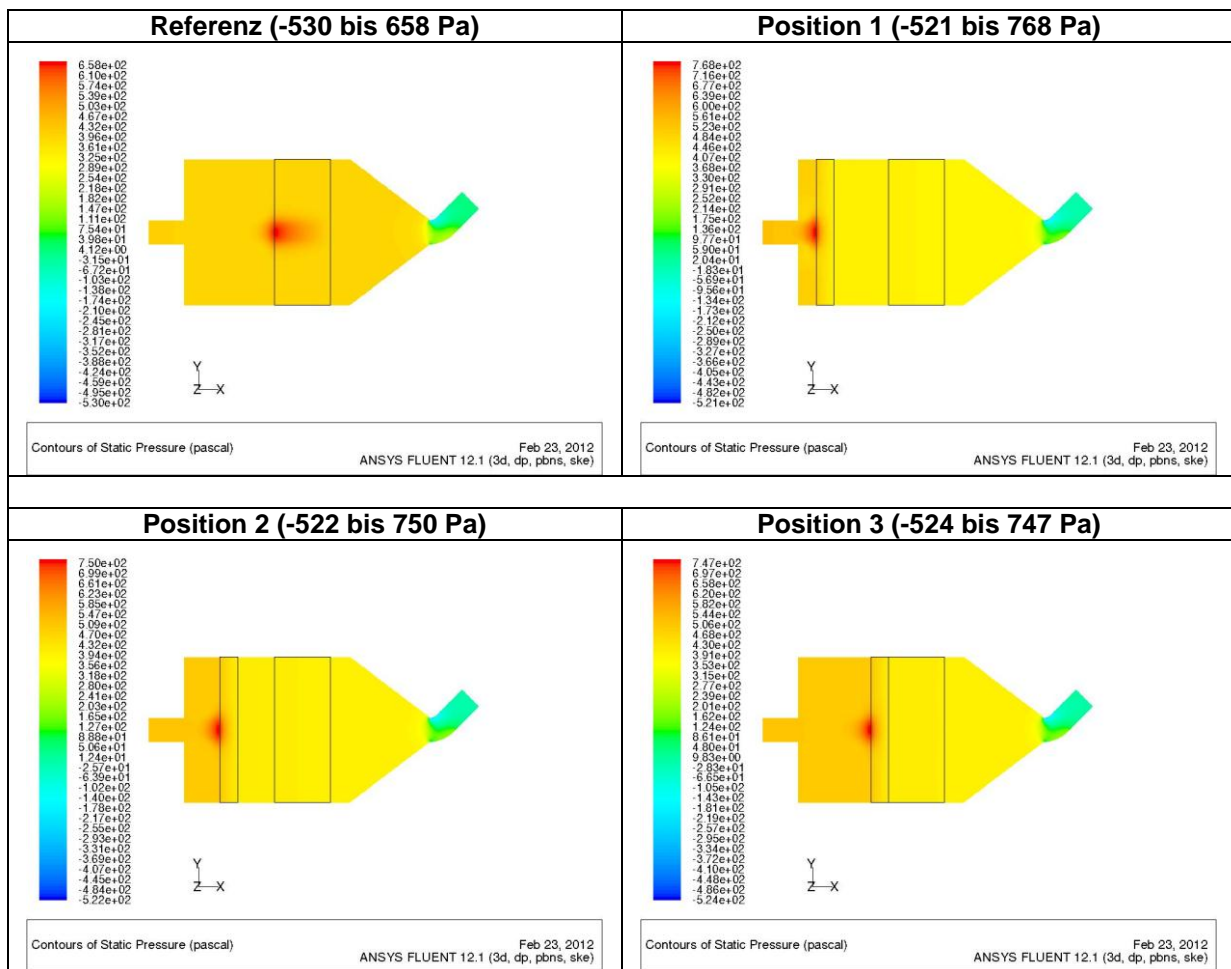 Referenz (-530 bis 658 Pa)
6.58e+02
6.10e+02
5.74e+02
5.39e+02
5.03e+02
4.67e+02
4.32e+02
3.96e+02
3.61e+02
3.25e+02
2.89e+02
2.54e+02
2.18e+02
1.82e+02
1.47e+02
1.11e+02
7.54e+01
3.98e+01
4.12e+00
-3.15e+01
-6.72e+01
-1.03e+02
-1.38e+02
-1.74e+02
-2.10e+02
-2.45e+02
-2.81e+02
-3.17e+02
-3.52e+02
-3.88e+02
-4.24e+02
-4.59e+02
-4.95e+02
-5.30e+02
Y
Z X
Contours of Static Pressure (pascal) Feb 23, 2012
ANSYS FLUENT 12.1 (3d, dp, pbns, ske)
Position 1 (-521 bis 768 Pa)
7.68e+02
7.16e+02
6.77e+02
6.39e+02
6.00e+02
5.61e+02
5.23e+02
4.84e+02
4.46e+02
4.07e+02
3.68e+02
3.30e+02
2.91e+02
2.52e+02
2.14e+02
1.75e+02
1.36e+02
9.77e+01
5.90e+01
2.04e+01
-1.83e+01
-5.69e+01
-9.56e+01
-1.34e+02
-1.73e+02
-2.12e+02
-2.50e+02
-2.89e+02
-3.27e+02
-3.66e+02
-4.05e+02
-4.43e+02
-4.82e+02
-5.21e+02
Y
Z X
Contours of Static Pressure (pascal) Feb 23, 2012
ANSYS FLUENT 12.1 (3d, dp, pbns, ske)
Position 2 (-522 bis 750 Pa)
7.50e+02
6.99e+02
6.61e+02
6.23e+02
5.85e+02
5.47e+02
5.09e+02
4.70e+02
4.32e+02
3.94e+02
3.56e+02
3.18e+02
2.80e+02
2.41e+02
2.03e+02
1.65e+02
1.27e+02
8.88e+01
5.06e+01
1.24e+01
-2.57e+01
-6.39e+01
-1.02e+02
-1.40e+02
-1.78e+02
-2.17e+02
-2.55e+02
-2.93e+02
-3.31e+02
-3.69e+02
-4.07e+02
-4.45e+02
-4.84e+02
-5.22e+02
Y
Z X
Contours of Static Pressure (pascal) Feb 23, 2012
ANSYS FLUENT 12.1 (3d, dp, pbns, ske)
Position 3 (-524 bis 747 Pa)
7.47e+02
6.97e+02
6.58e+02
6.20e+02
5.82e+02
5.44e+02
5.06e+02
4.68e+02
4.30e+02
3.91e+02
3.53e+02
3.15e+02
2.77e+02
2.39e+02
2.01e+02
1.62e+02
1.24e+02
8.61e+01
4.80e+01
9.83e+00
-2.83e+01
-6.65e+01
-1.05e+02
-1.43e+02
-1.81e+02
-2.19e+02
-2.57e+02
-2.95e+02
-3.34e+02
-3.72e+02
-4.10e+02
-4.48e+02
-4.86e+02
-5.24e+02
Y
Z X
Contours of Static Pressure (pascal) Feb 23, 2012
ANSYS FLUENT 12.1 (3d, dp, pbns, ske)